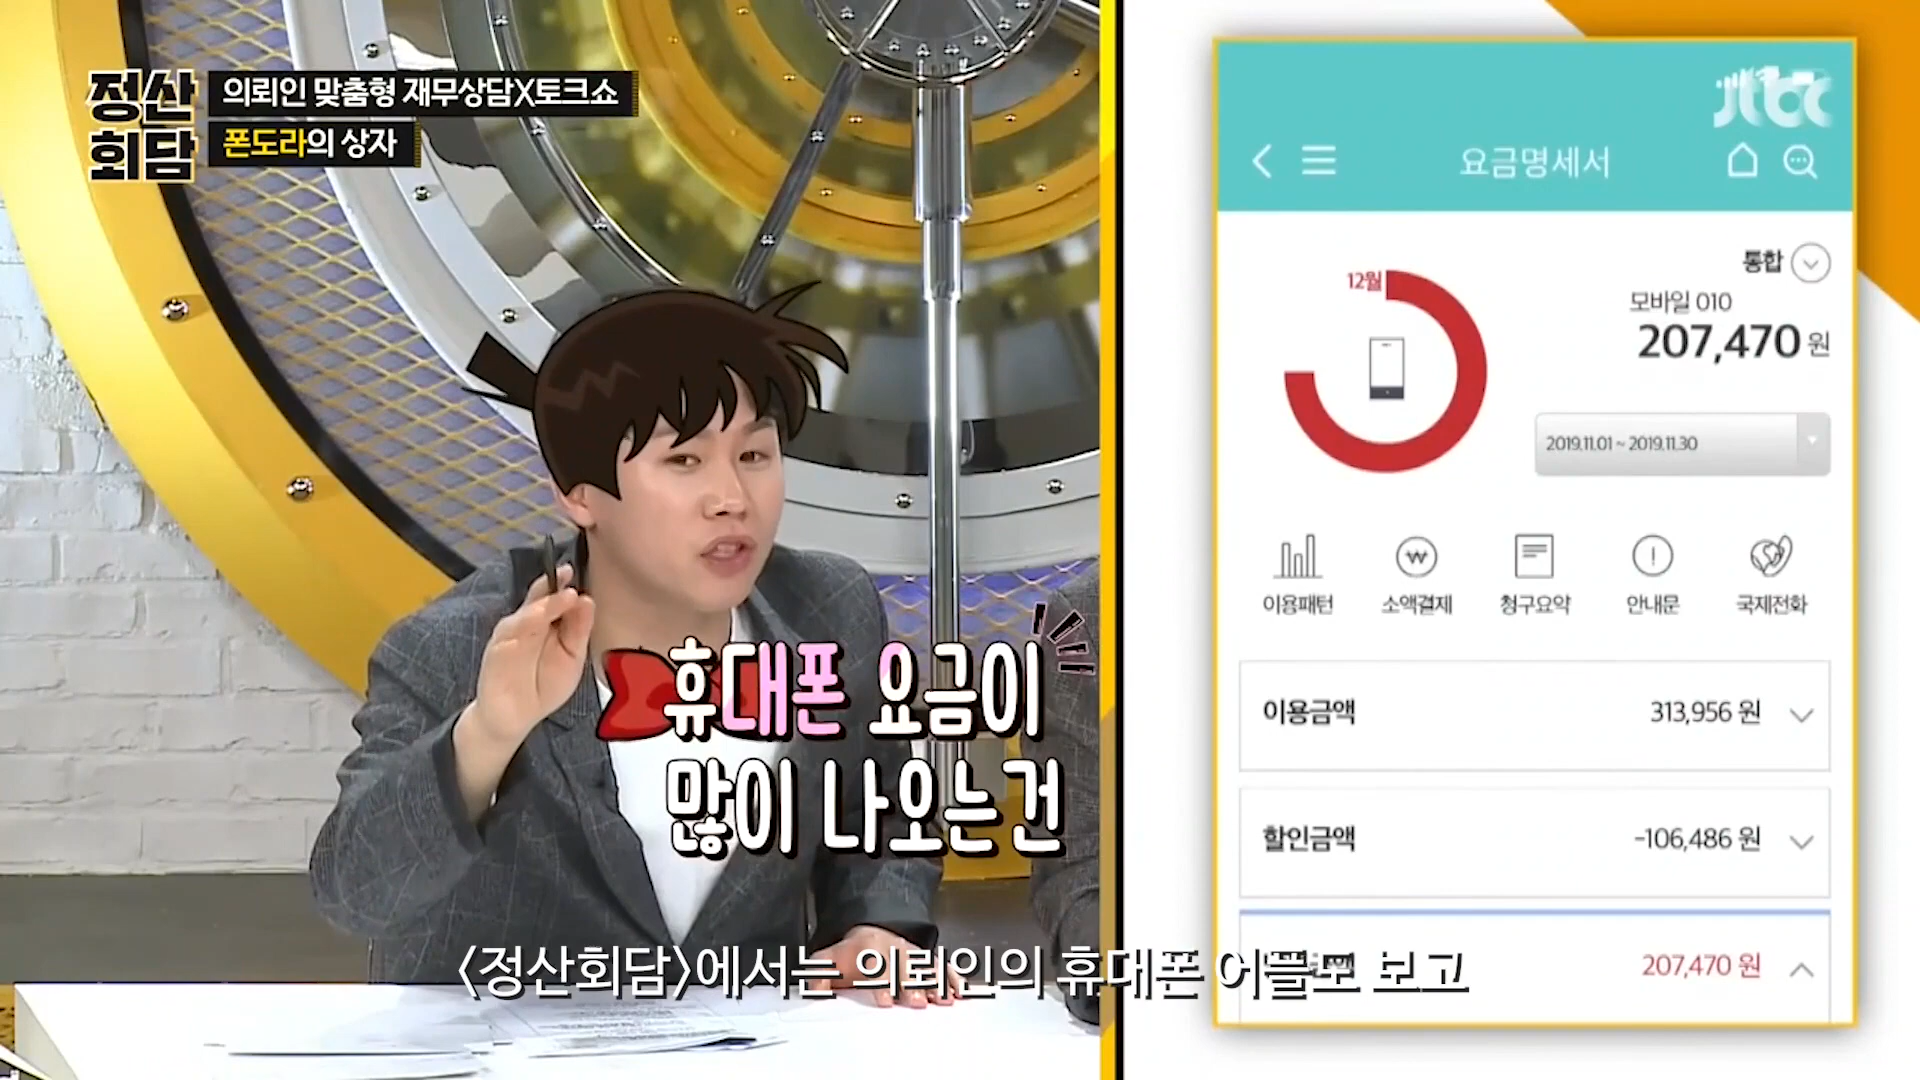 정산
회담
의뢰인 맞춤형 재무상담X토크쇼
폰도라의 상자
jtbc
요금명세서
통합
12월
모바일 010
207,470 원
2019.11.01 ~ 2019.11.30
이용패턴
소액결제
청구요약
안내문
국제전화
이용금액
313,956 원
할인금액
-106,486 원
207,470 원
휴대폰 요금이
많이 나오는 건
<정산회담>에서는 의뢰인의 휴대폰 어플도 보고